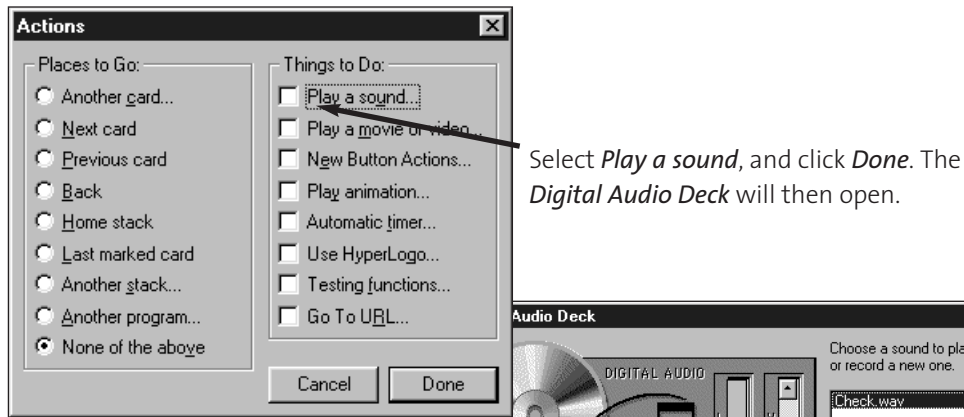 Actions
Places to Go:
Another card...
Next card
Previous card
Back
Home stack
Last marked card
Another stack...
Another program...
None of the above
Things to Do:
Play a sound...
Play a movie or video...
New Button Actions...
Play animation...
Automatic timer...
Use HyperLogo...
Testing functions...
Go To URL...
Cancel
Done
Select Play a sound, and click Done. The
Digital Audio Deck will then open.
Audio Deck
DIGITAL AUDIO
Choose a sound to pla
or record a new one.
Check.wav